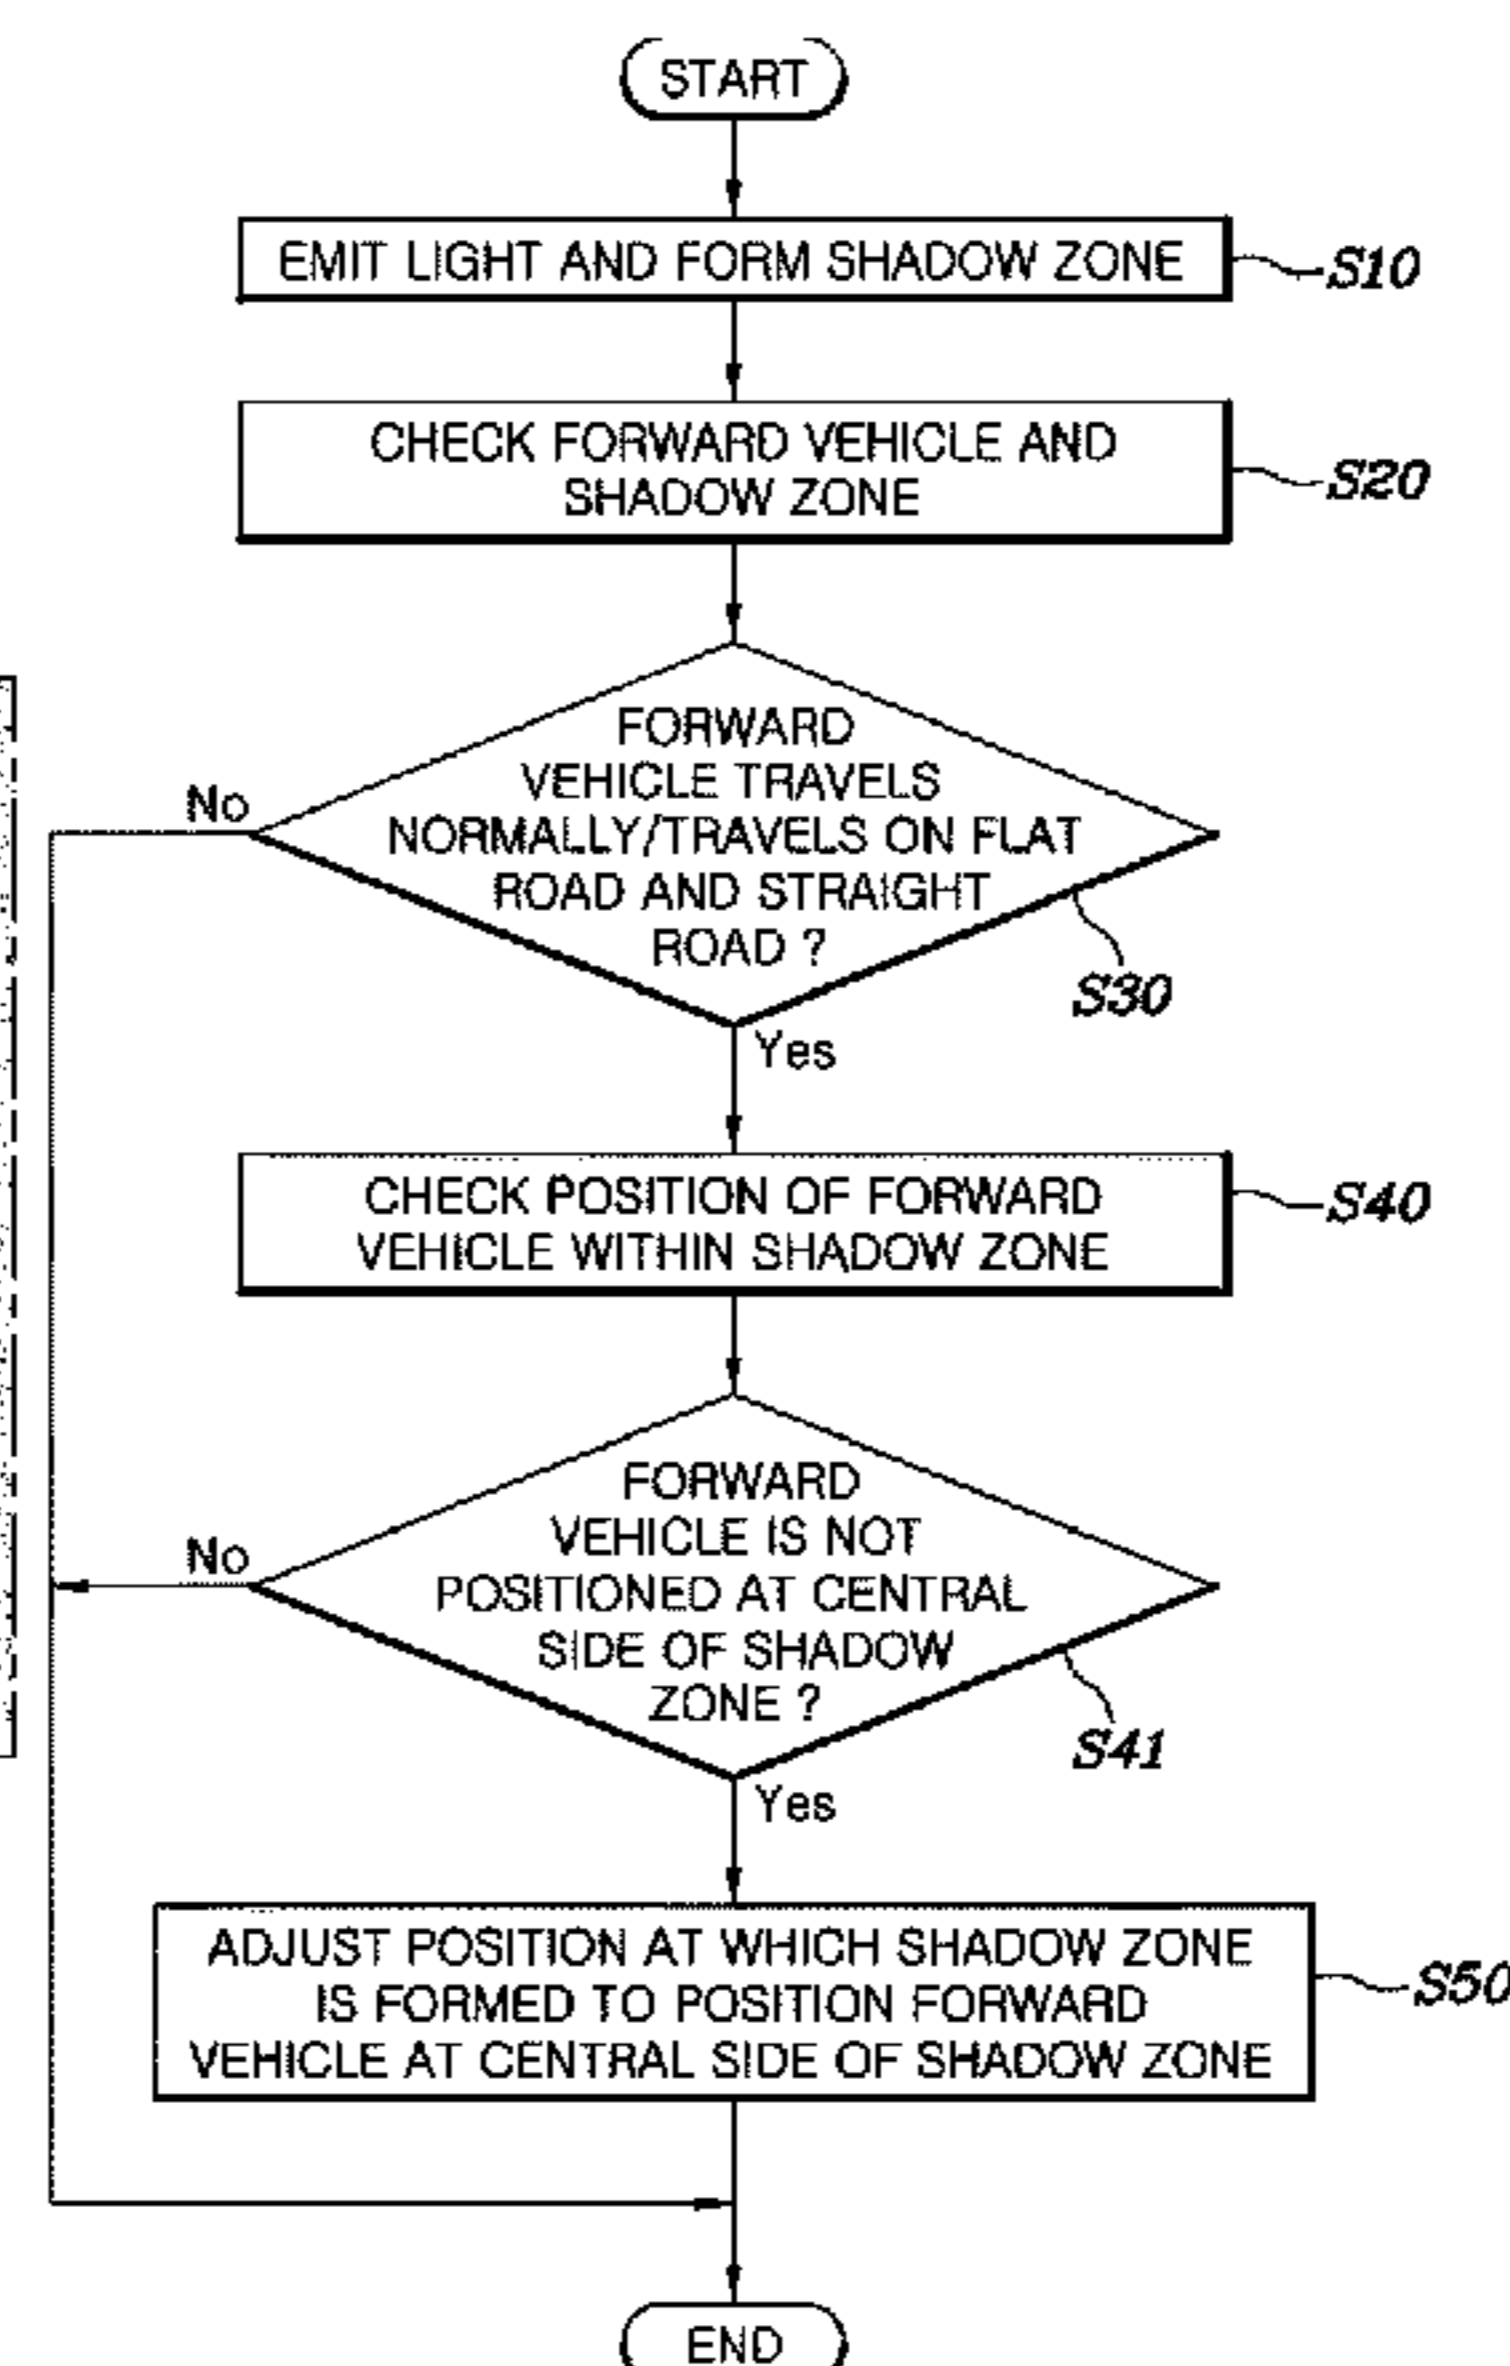 START
EMIT LIGHT AND FORM SHADOW ZONE
S10
CHECK FORWARD VEHICLE AND
SHADOW ZONE
S20
FORWARD
VEHICLE TRAVELS
NORMALLY/TRAVELS ON FLAT
ROAD AND STRAIGHT
ROAD ?
No
S30
Yes
CHECK POSITION OF FORWARD
VEHICLE WITHIN SHADOW ZONE
S40
FORWARD
VEHICLE IS NOT
POSITIONED AT CENTRAL
SIDE OF SHADOW
ZONE ?
No
S41
Yes
ADJUST POSITION AT WHICH SHADOW ZONE
IS FORMED TO POSITION FORWARD
VEHICLE AT CENTRAL SIDE OF SHADOW ZONE
S50
END